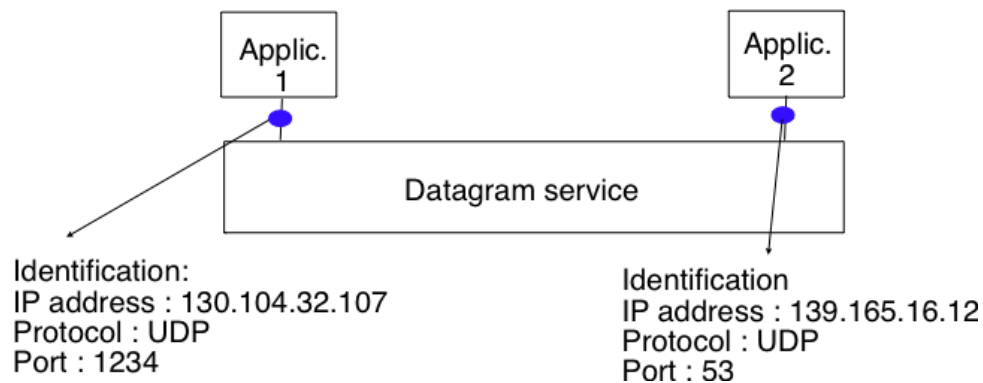 Applic.
1
Applic.
2
Datagram service
Identification:
IP address : 130.104.32.107
Protocol : UDP
Port : 1234
Identification
IP address : 139.165.16.12
Protocol : UDP
Port : 53